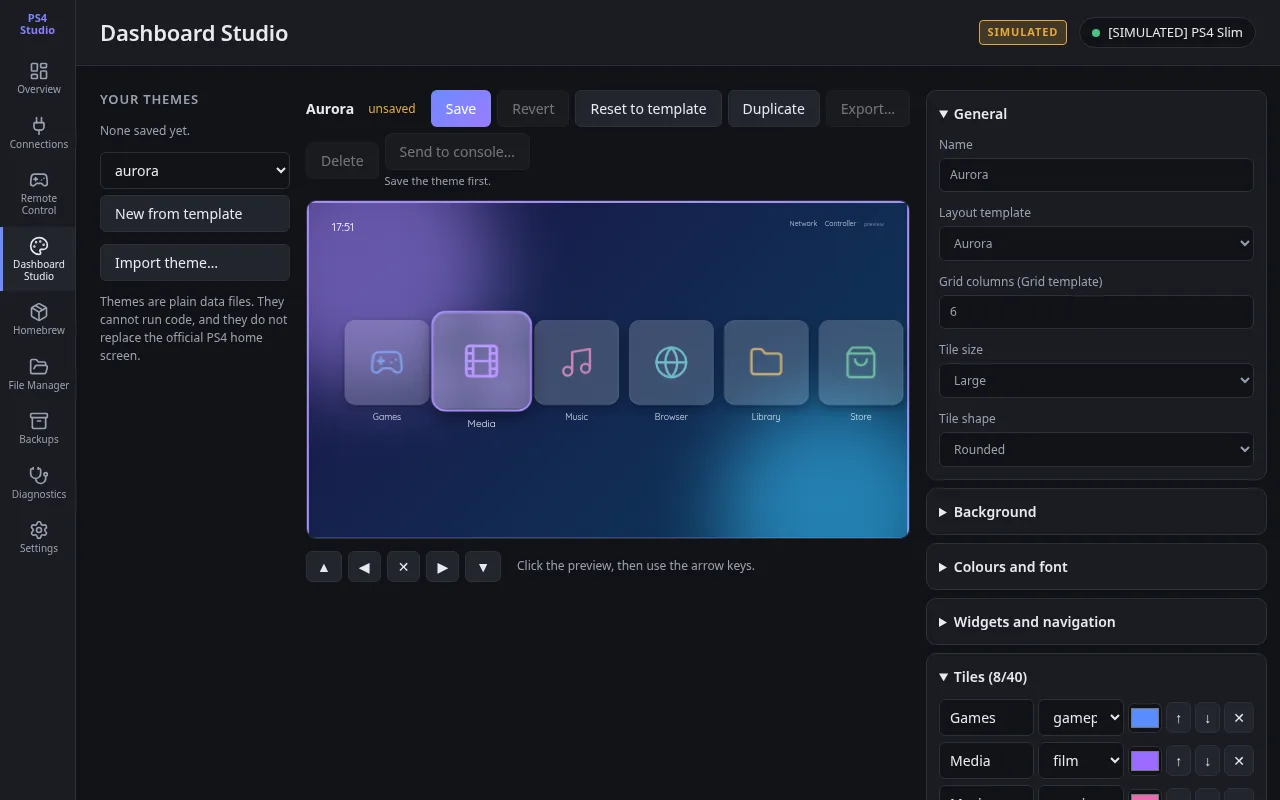 PS4
Studio
Overview
Connections
Remote
Control
Dashboard
Studio
Homebrew
File Manager
Backups
Diagnostics
Settings
Dashboard Studio
SIMULATED
[SIMULATED] PS4 Slim
YOUR THEMES
None saved yet.
aurora
New from template
Import theme...
Themes are plain data files. They
cannot run code, and they do not
replace the official PS4 home
screen.
Aurora unsaved Save Revert Reset to template Duplicate Export...
Delete Send to console...
Save the theme first.
17:51
Network Controller preview
Games
Media
Music
Browser
Library
Store
Click the preview, then use the arrow keys.
General
Name
Aurora
Layout template
Aurora
Grid columns (Grid template)
6
Tile size
Large
Tile shape
Rounded
Background
Colours and font
Widgets and navigation
Tiles (8/40)
Games
Media film